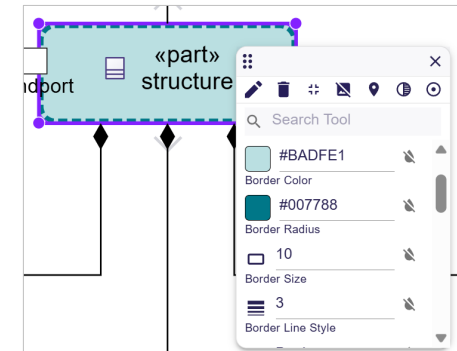 «part»
structure
ndport
Search Tool
#BADFE1
Border Color
#007788
Border Radius
10
Border Size
3
Border Line Style